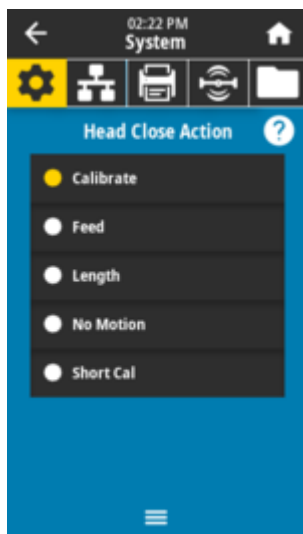 02:22 PM
System
Head Close Action
?
Calibrate
Feed
Length
No Motion
Short Cal